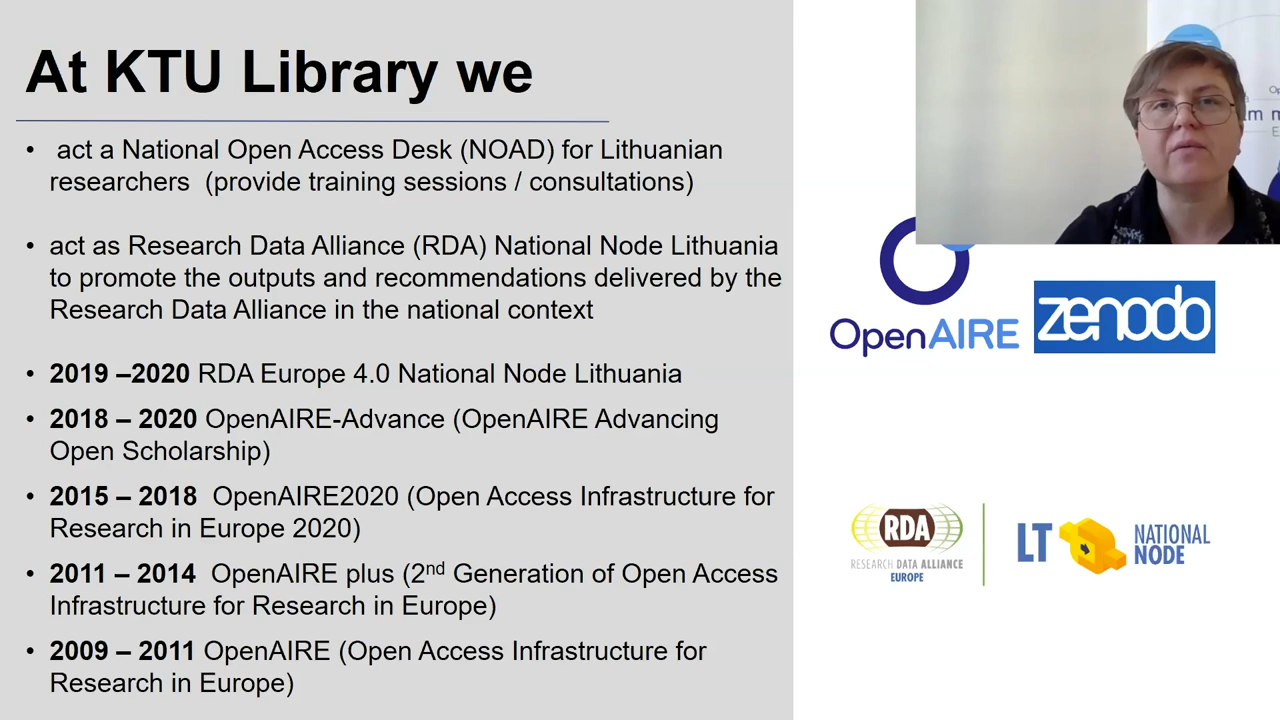 At KTU Library we
• act a National Open Access Desk (NOAD) for Lithuanian
researchers (provide training sessions / consultations)
• act as Research Data Alliance (RDA) National Node Lithuania
to promote the outputs and recommendations delivered by the
Research Data Alliance in the national context
• 2019 –2020 RDA Europe 4.0 National Node Lithuania
• 2018 – 2020 OpenAIRE-Advance (OpenAIRE Advancing
Open Scholarship)
• 2015 – 2018 OpenAIRE2020 (Open Access Infrastructure for
Research in Europe 2020)
• 2011 – 2014 OpenAIRE plus (2nd Generation of Open Access
Infrastructure for Research in Europe)
• 2009 – 2011 OpenAIRE (Open Access Infrastructure for
Research in Europe)
OpenAIRE
zenodo
RDA
RESEARCH DATA ALLIANCE
EUROPE
LT
NATIONAL
NODE